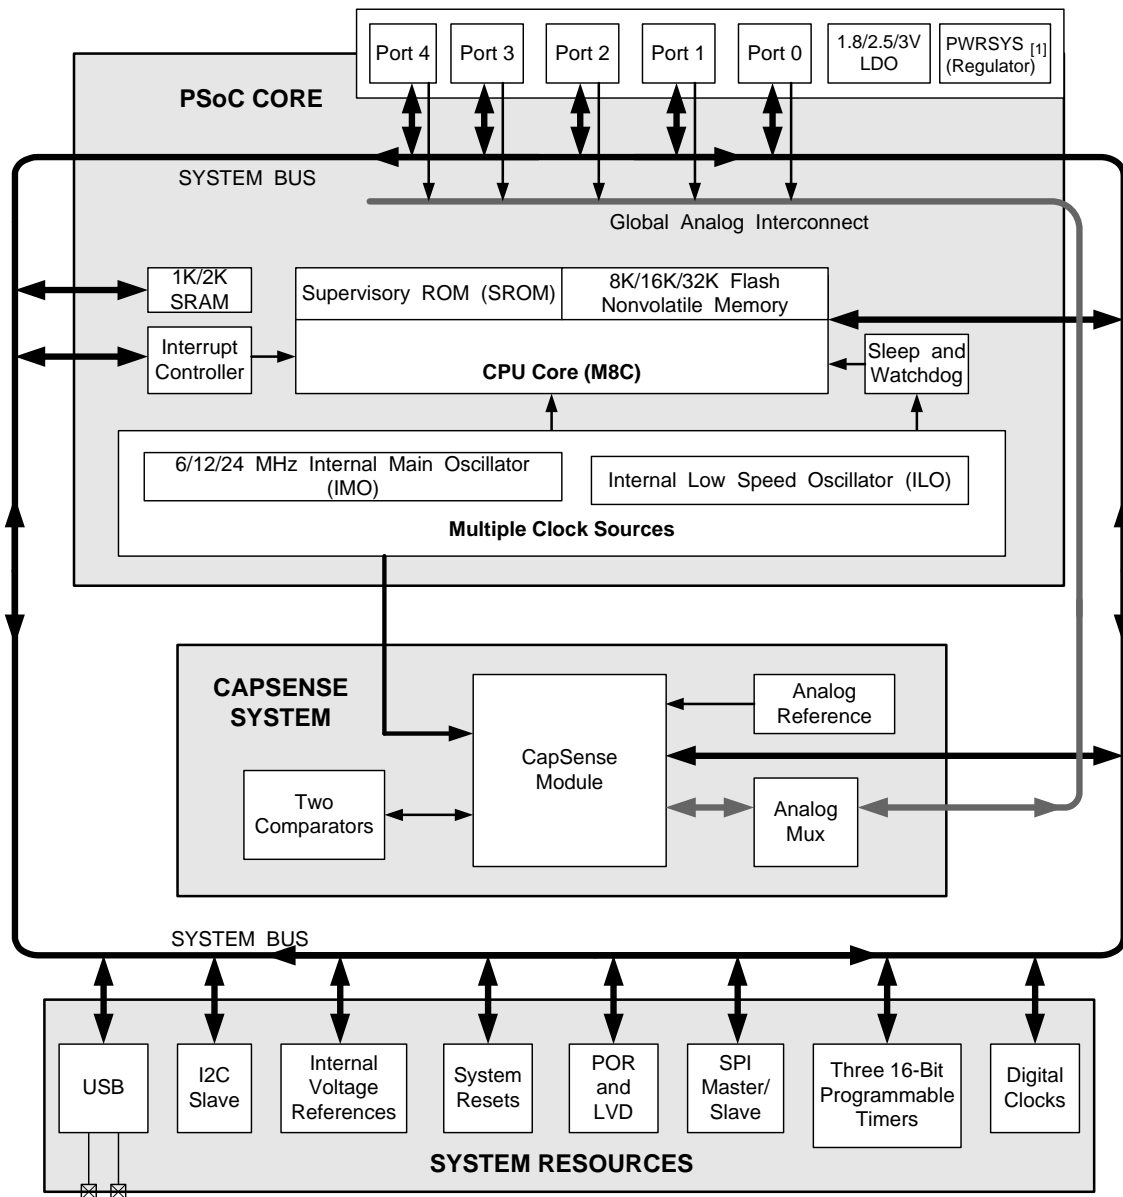 Port 4
Port 3
Port 2
Port 1
Port 0
1.8/2.5/3V
LDO
PWRSYS [1]
(Regulator)
PSoC CORE
SYSTEM BUS
Global Analog Interconnect
1K/2K
SRAM
Supervisory ROM (SROM)
8K/16K/32K Flash
Nonvolatile Memory
Interrupt
Controller
CPU Core (M8C)
Sleep and
Watchdog
6/12/24 MHz Internal Main Oscillator
(IMO)
Internal Low Speed Oscillator (ILO)
Multiple Clock Sources
CAPSENSE
SYSTEM
CapSense
Module
Analog
Reference
Two
Comparators
Analog
Mux
SYSTEM BUS
USB
I2C
Slave
Internal
Voltage
References
System
Resets
POR
and
LVD
SPI
Master/
Slave
Three 16-Bit
Programmable
Timers
Digital
Clocks
SYSTEM RESOURCES